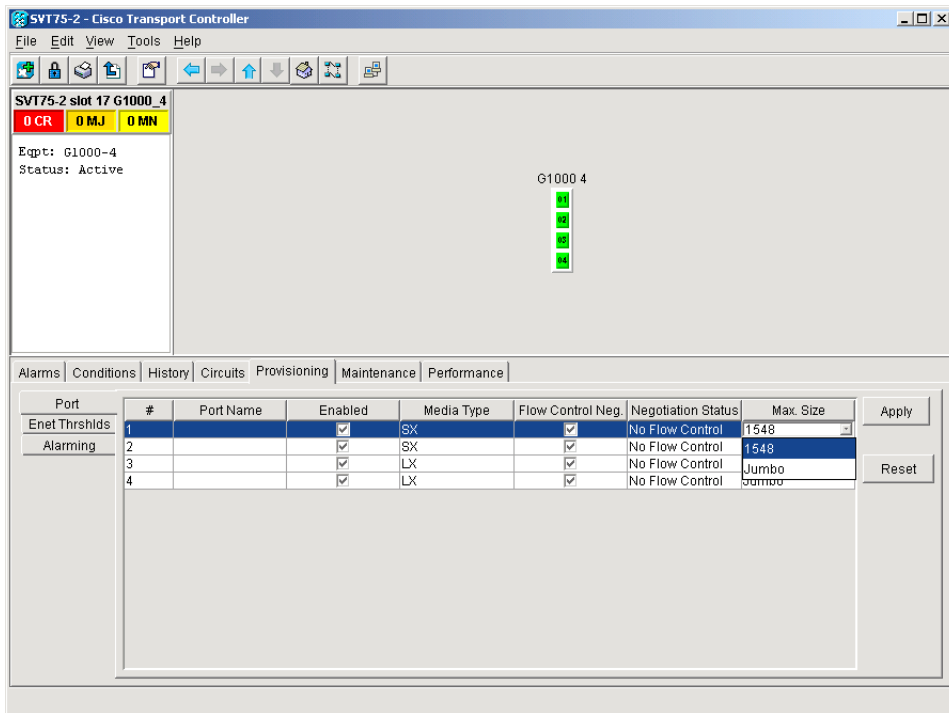 SVT75-2 - Cisco Transport Controller
File Edit View Tools Help
SVT75-2 slot 17 G1000_4
0 CR 0 MJ 0 MN
Eqpt: G1000-4
Status: Active
G1000 4
01
02
03
04
Alarms Conditions History Circuits Provisioning Maintenance Performance
Port
Enet Thrshlds
Alarming
# Port Name Enabled Media Type Flow Control Neg. Negotiation Status Max. Size
1 SX No Flow Control 1548
2 SX No Flow Control 1548
3 LX No Flow Control Jumbo
4 LX No Flow Control Jumbo
Apply
Reset